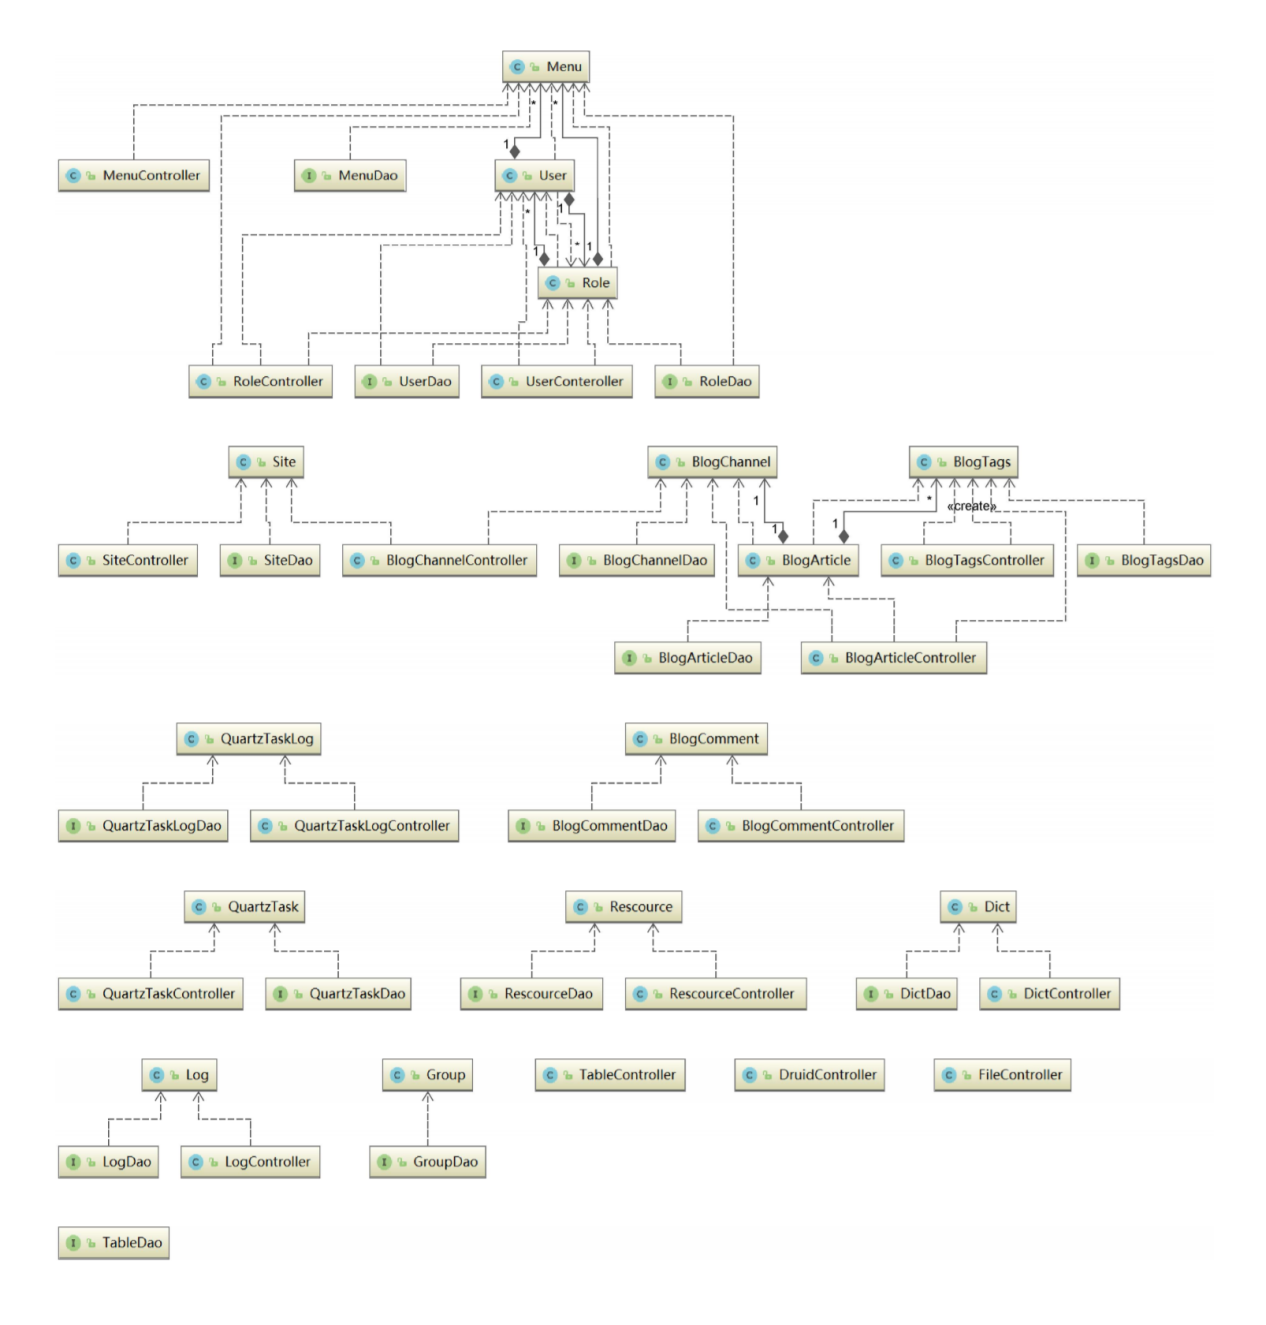 Menu
*
*
1
MenuController
MenuDao
User
*
1
*
1
1
Role
RoleController
UserDao
UserConteroller
RoleDao
Site
BlogChannel
BlogTags
1
*
«create»
1
1
SiteController
SiteDao
BlogChannelController
BlogChannelDao
BlogArticle
BlogTagsController
BlogTagsDao
BlogArticleDao
BlogArticleController
QuartzTaskLog
BlogComment
QuartzTaskLogDao
QuartzTaskLogController
BlogCommentDao
BlogCommentController
QuartzTask
Rescource
Dict
QuartzTaskController
QuartzTaskDao
RescourceDao
RescourceController
DictDao
DictController
Log
Group
TableController
DruidController
FileController
LogDao
LogController
GroupDao
TableDao